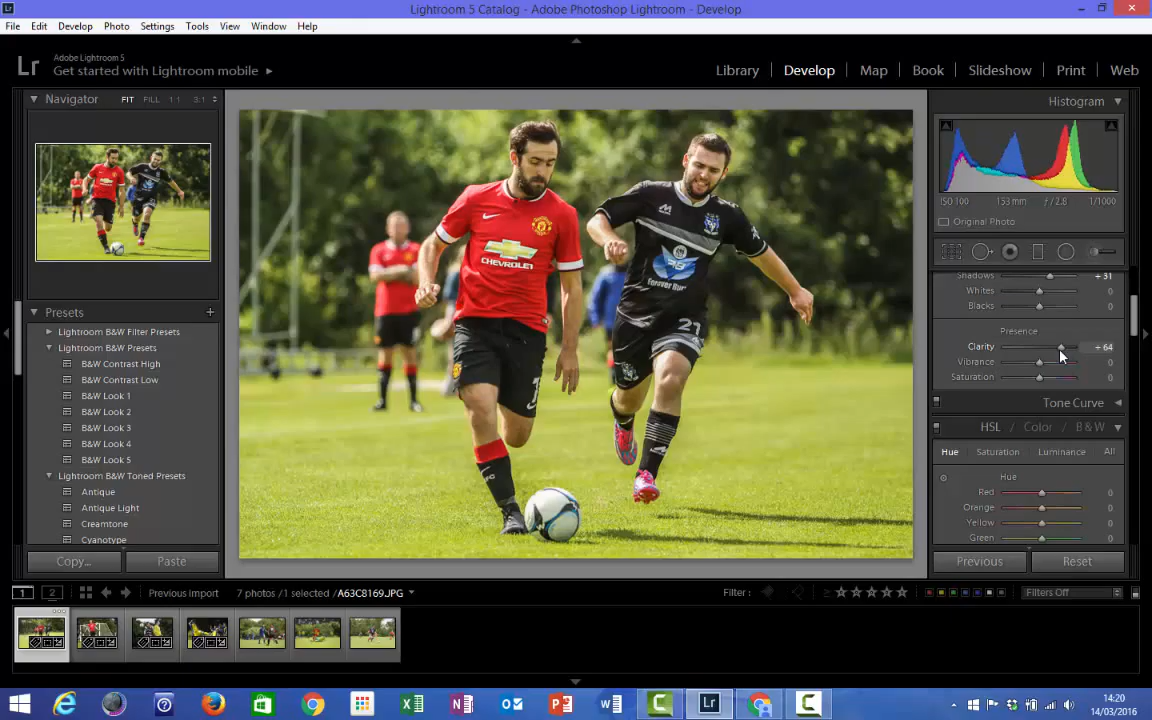 Lightroom 5 Catalog - Adobe Photoshop Lightroom - Develop
File Edit Develop Photo Settings Tools View Window Help
Lr
Adobe Lightroom 5
Get started with Lightroom mobile
Library Develop Map Book Slideshow Print Web
Navigator FIT FILL 1:1 3:1
Histogram
ISO 100 153 mm ƒ / 2.8 1/1000
Original Photo
CHEVROLET
21
Presets
Lightroom B&W Filter Presets
Lightroom B&W Presets
B&W Contrast High
B&W Contrast Low
B&W Look 1
B&W Look 2
B&W Look 3
B&W Look 4
B&W Look 5
Lightroom B&W Toned Presets
Antique
Antique Light
Creamtone
Cyanotype
Shadows + 31
Whites 0
Blacks 0
Presence
Clarity + 64
Vibrance 0
Saturation 0
Tone Curve
HSL / Color / B & W
Hue Saturation Luminance All
Hue
Red 0
Orange 0
Yellow 0
Green 0
Copy... Paste
Previous Reset
1 2 Previous Import 7 photos /1 selected /A63C8169.JPG
Filter : Filters Off
14:20
14/03/2016